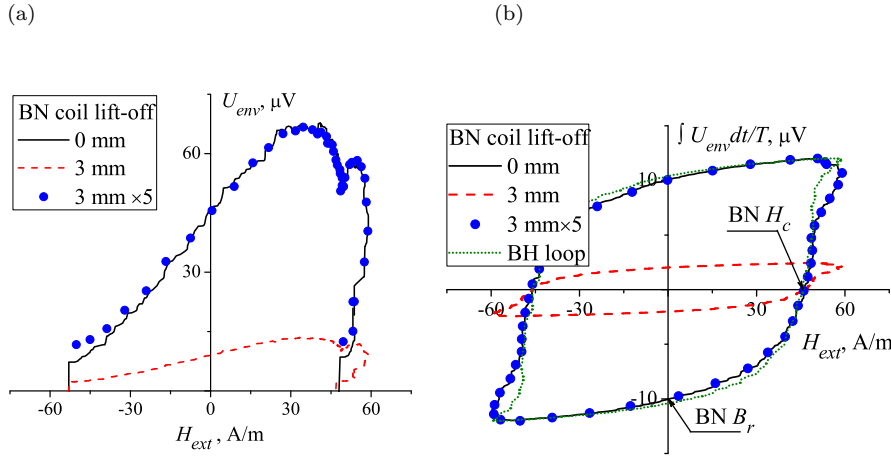 (a)
(b)
BN coil lift-off
0 mm
3 mm
3 mm ×5
U_env, μV
60
30
-60
-30
0
30
60
H_ext, A/m
BN coil lift-off
0 mm
3 mm
3 mm×5
BH loop
∫ U_env dt/T, μV
10
BN H_c
-60
-30
30
60
H_ext, A/m
-10
BN B_r